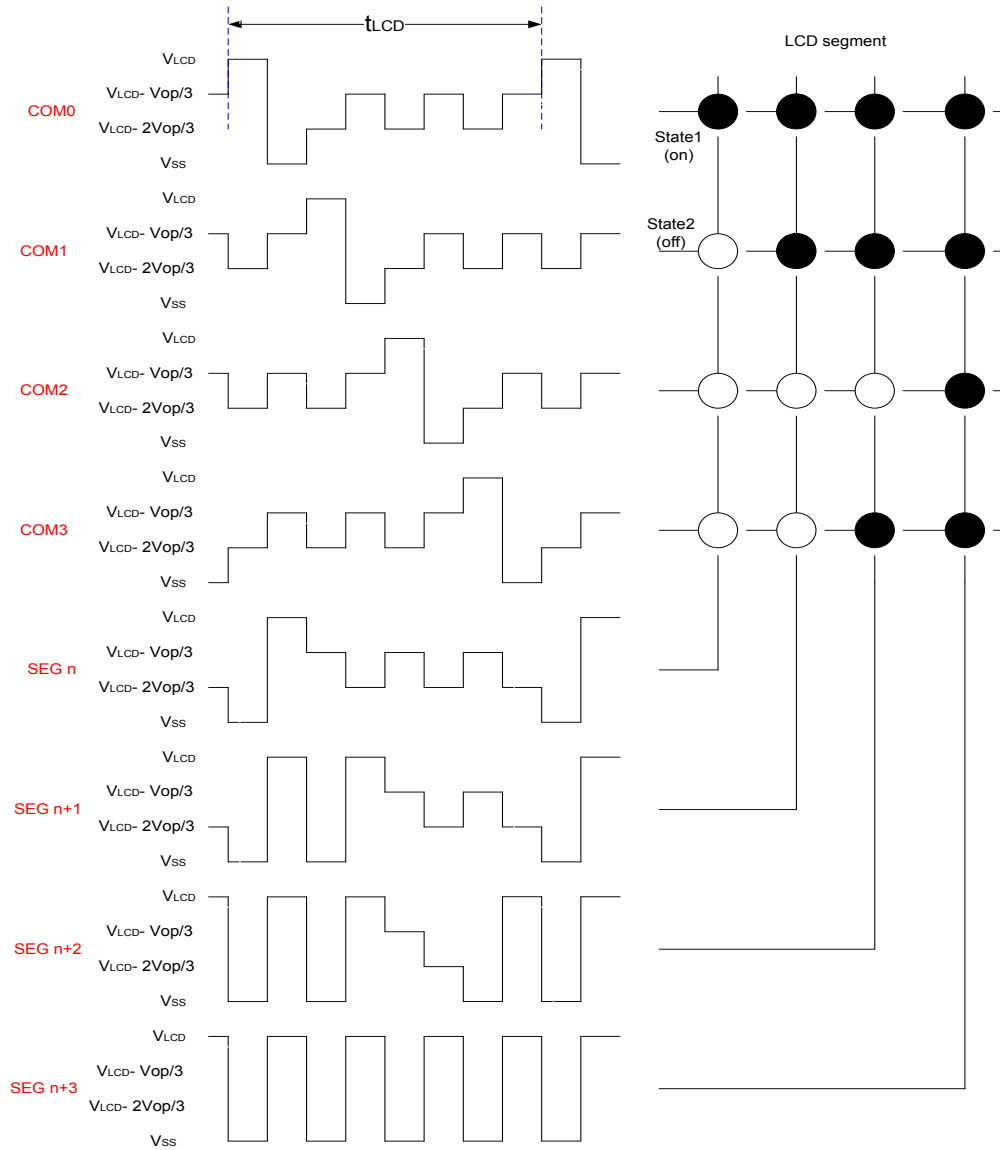 tLCD
LCD segment
VLCD
VLCD- Vop/3
COM0
VLCD- 2Vop/3
VSS
State1
(on)
VLCD
VLCD- Vop/3
COM1
VLCD- 2Vop/3
VSS
State2
(off)
VLCD
VLCD- Vop/3
COM2
VLCD- 2Vop/3
VSS
VLCD
VLCD- Vop/3
COM3
VLCD- 2Vop/3
VSS
VLCD
VLCD- Vop/3
SEG n
VLCD- 2Vop/3
VSS
VLCD
VLCD- Vop/3
SEG n+1
VLCD- 2Vop/3
VSS
VLCD
VLCD- Vop/3
SEG n+2
VLCD- 2Vop/3
VSS
VLCD
VLCD- Vop/3
SEG n+3
VLCD- 2Vop/3
VSS